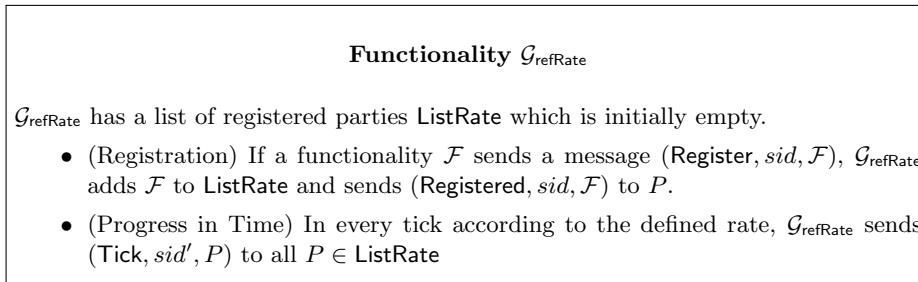 Functionality 𝒢refRate
𝒢refRate has a list of registered parties ListRate which is initially empty.
• (Registration) If a functionality ℱ sends a message (Register, sid, ℱ), 𝒢refRate
adds ℱ to ListRate and sends (Registered, sid, ℱ) to P.
• (Progress in Time) In every tick according to the defined rate, 𝒢refRate sends
(Tick, sid′, P) to all P ∈ ListRate